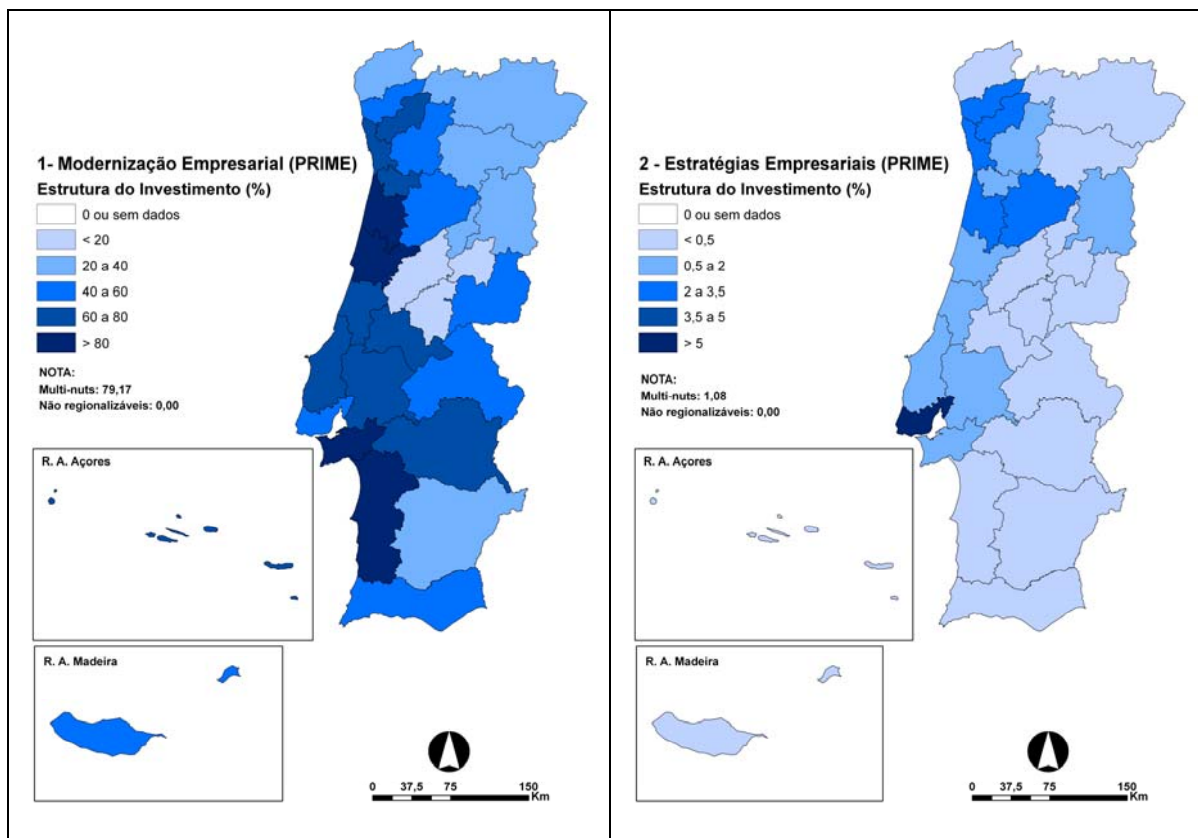 1- Modernização Empresarial (PRIME)
Estrutura do Investimento (%)
0 ou sem dados
< 20
20 a 40
40 a 60
60 a 80
> 80
NOTA:
Multi-nuts: 79,17
Não regionalizáveis: 0,00
R. A. Açores
R. A. Madeira
0 37,5 75 150
Km
2 - Estratégias Empresariais (PRIME)
Estrutura do Investimento (%)
0 ou sem dados
< 0,5
0,5 a 2
2 a 3,5
3,5 a 5
> 5
NOTA:
Multi-nuts: 1,08
Não regionalizáveis: 0,00
R. A. Açores
R. A. Madeira
0 37,5 75 150
Km